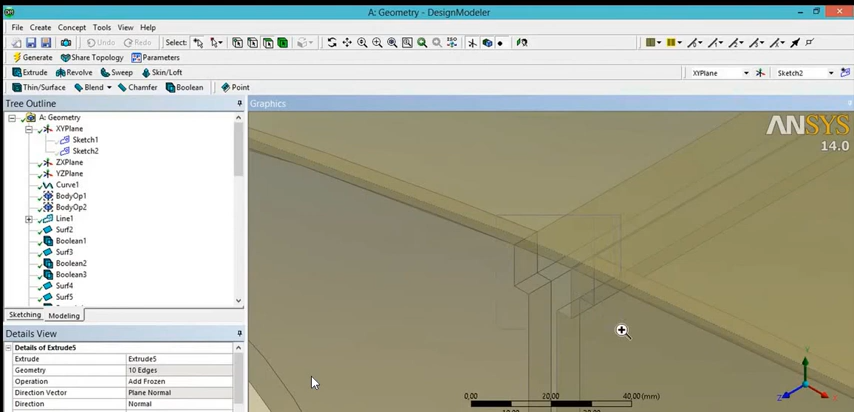 A: Geometry - DesignModeler
File Create Concept Tools View Help
Undo Redo Select:
Generate Share Topology Parameters
Extrude Revolve Sweep Skin/Loft
XYPlane Sketch2
Thin/Surface Blend Chamfer Boolean Point
Tree Outline
Graphics
A: Geometry
XYPlane
Sketch1
Sketch2
ZXPlane
YZPlane
Curve1
BodyOp1
BodyOp2
Line1
Surf2
Boolean1
Surf3
Boolean2
Boolean3
Surf4
Surf5
ANSYS
14.0
Sketching Modeling
Details View
Details of Extrude5
Extrude Extrude5
Geometry 10 Edges
Operation Add Frozen
Direction Vector Plane Normal
Direction Normal
0,00 20,00 40,00 (mm)
Y
Z
X